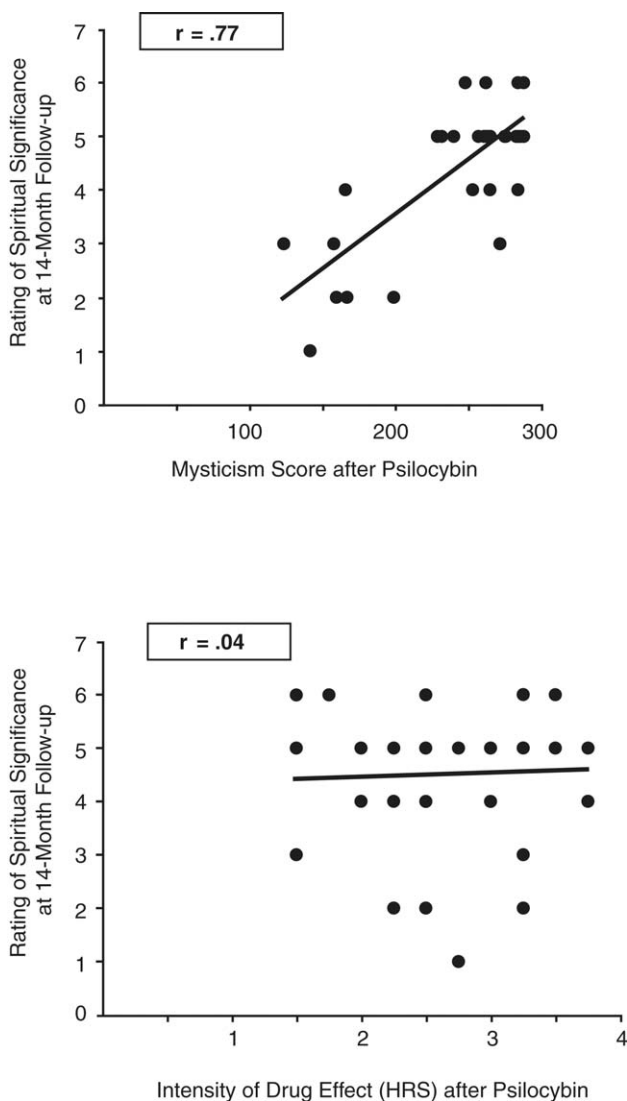 r = .77
7
6
5
4
3
2
1
0
Rating of Spiritual Significance
at 14-Month Follow-up
100 200 300
Mysticism Score after Psilocybin
r = .04
7
6
5
4
3
2
1
0
Rating of Spiritual Significance
at 14-Month Follow-up
1 2 3 4
Intensity of Drug Effect (HRS) after Psilocybin